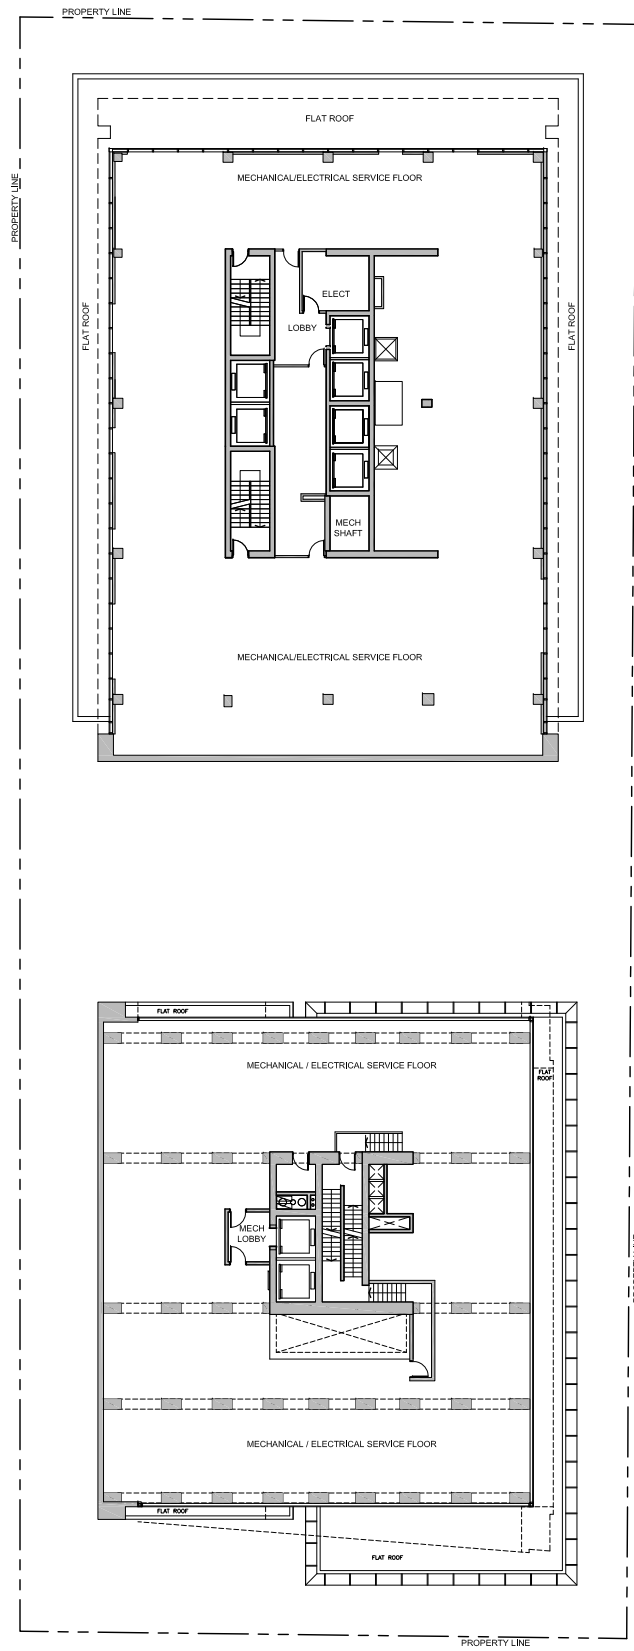 PROPERTY LINE
FLAT ROOF
PROPERTY LINE
MECHANICAL/ELECTRICAL SERVICE FLOOR
ELECT
LOBBY
FLAT ROOF
FLAT ROOF
MECH
SHAFT
MECHANICAL/ELECTRICAL SERVICE FLOOR
FLAT ROOF
MECHANICAL / ELECTRICAL SERVICE FLOOR
FLAT
ROOF
MECH
LOBBY
MECHANICAL / ELECTRICAL SERVICE FLOOR
FLAT ROOF
FLAT ROOF
PROPERTY LINE